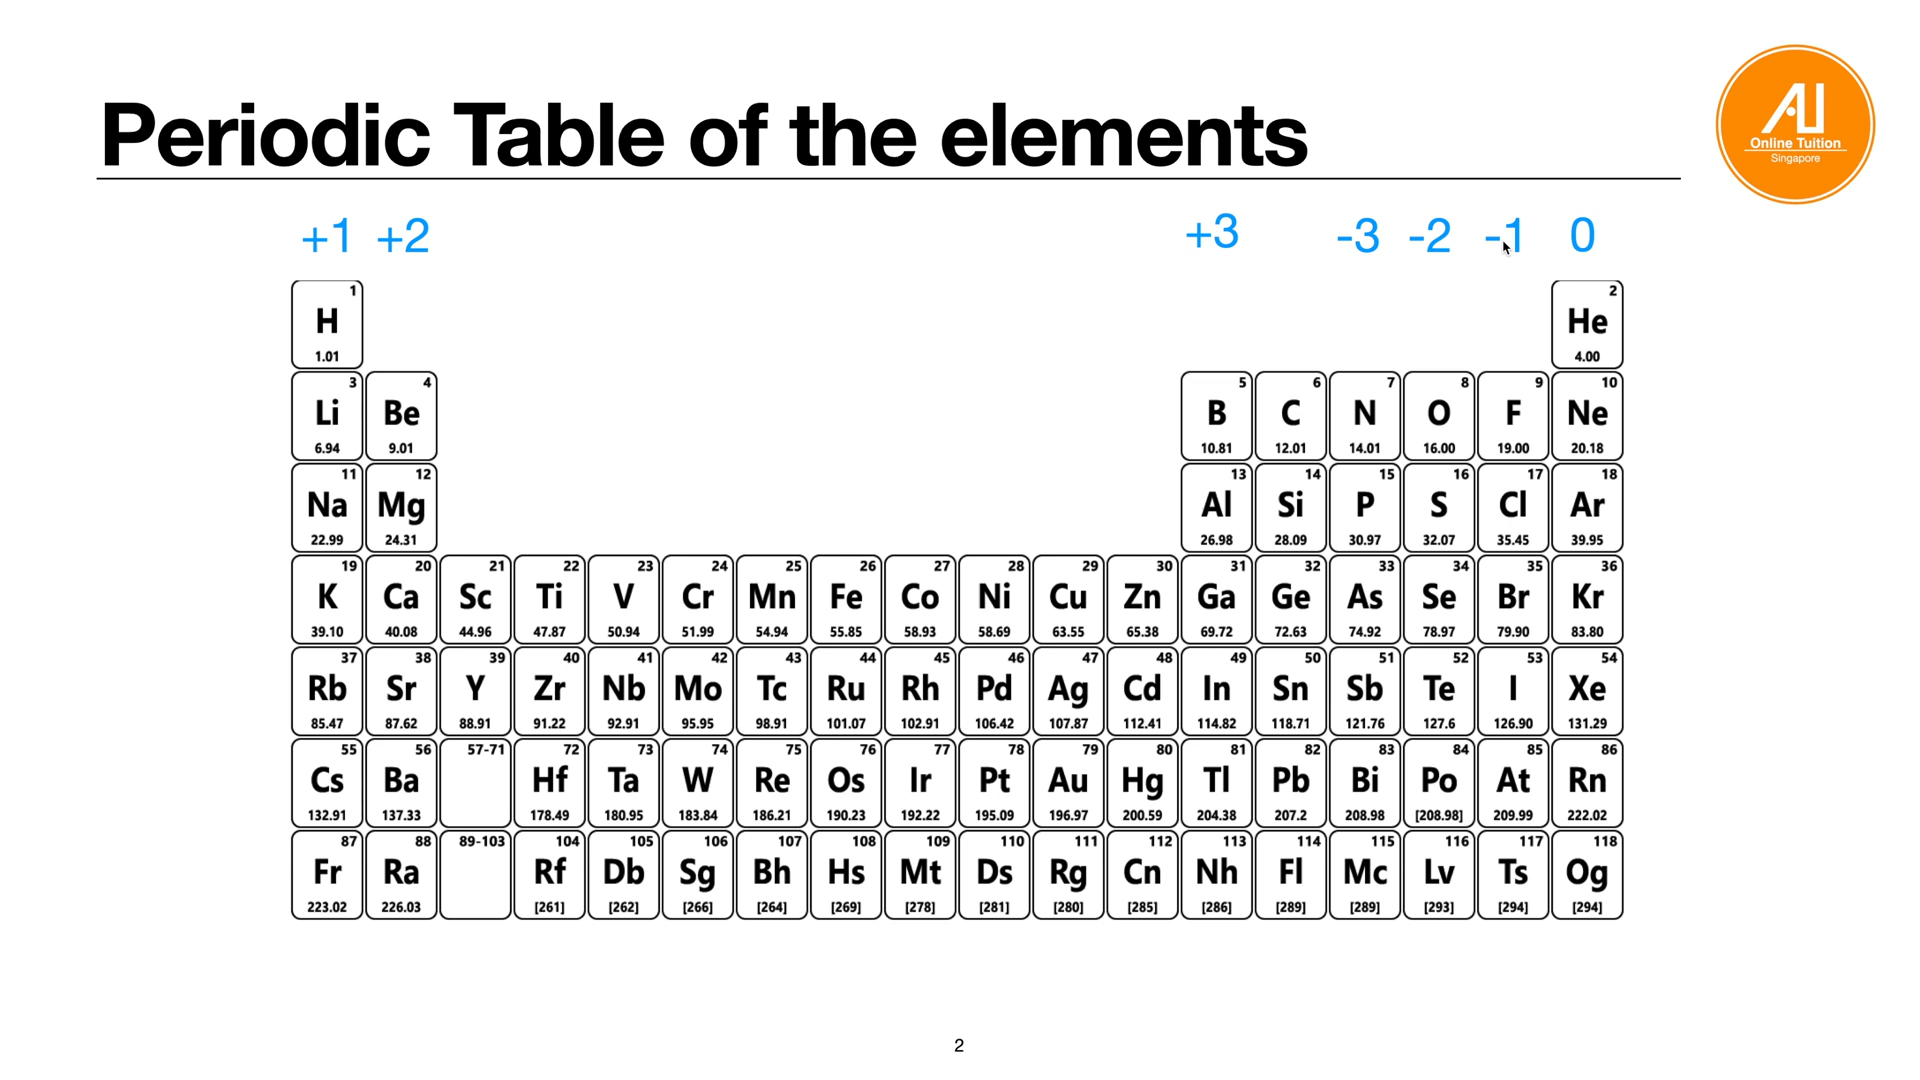 Periodic Table of the elements
AU
Online Tuition
Singapore
+1 +2 +3 -3 -2 -1 0
1 2
H He
1.01 4.00
3 4 5 6 7 8 9 10
Li Be B C N O F Ne
6.94 9.01 10.81 12.01 14.01 16.00 19.00 20.18
11 12 13 14 15 16 17 18
Na Mg Al Si P S Cl Ar
22.99 24.31 26.98 28.09 30.97 32.07 35.45 39.95
19 20 21 22 23 24 25 26 27 28 29 30 31 32 33 34 35 36
K Ca Sc Ti V Cr Mn Fe Co Ni Cu Zn Ga Ge As Se Br Kr
39.10 40.08 44.96 47.87 50.94 51.99 54.94 55.85 58.93 58.69 63.55 65.38 69.72 72.63 74.92 78.97 79.90 83.80
37 38 39 40 41 42 43 44 45 46 47 48 49 50 51 52 53 54
Rb Sr Y Zr Nb Mo Tc Ru Rh Pd Ag Cd In Sn Sb Te I Xe
85.47 87.62 88.91 91.22 92.91 95.95 98.91 101.07 102.91 106.42 107.87 112.41 114.82 118.71 121.76 127.6 126.90 131.29
55 56 57-71 72 73 74 75 76 77 78 79 80 81 82 83 84 85 86
Cs Ba Hf Ta W Re Os Ir Pt Au Hg Tl Pb Bi Po At Rn
132.91 137.33 178.49 180.95 183.84 186.21 190.23 192.22 195.09 196.97 200.59 204.38 207.2 208.98 [208.98] 209.99 222.02
87 88 89-103 104 105 106 107 108 109 110 111 112 113 114 115 116 117 118
Fr Ra Rf Db Sg Bh Hs Mt Ds Rg Cn Nh Fl Mc Lv Ts Og
223.02 226.03 [261] [262] [266] [264] [269] [278] [281] [280] [285] [286] [289] [289] [293] [294] [294]
2